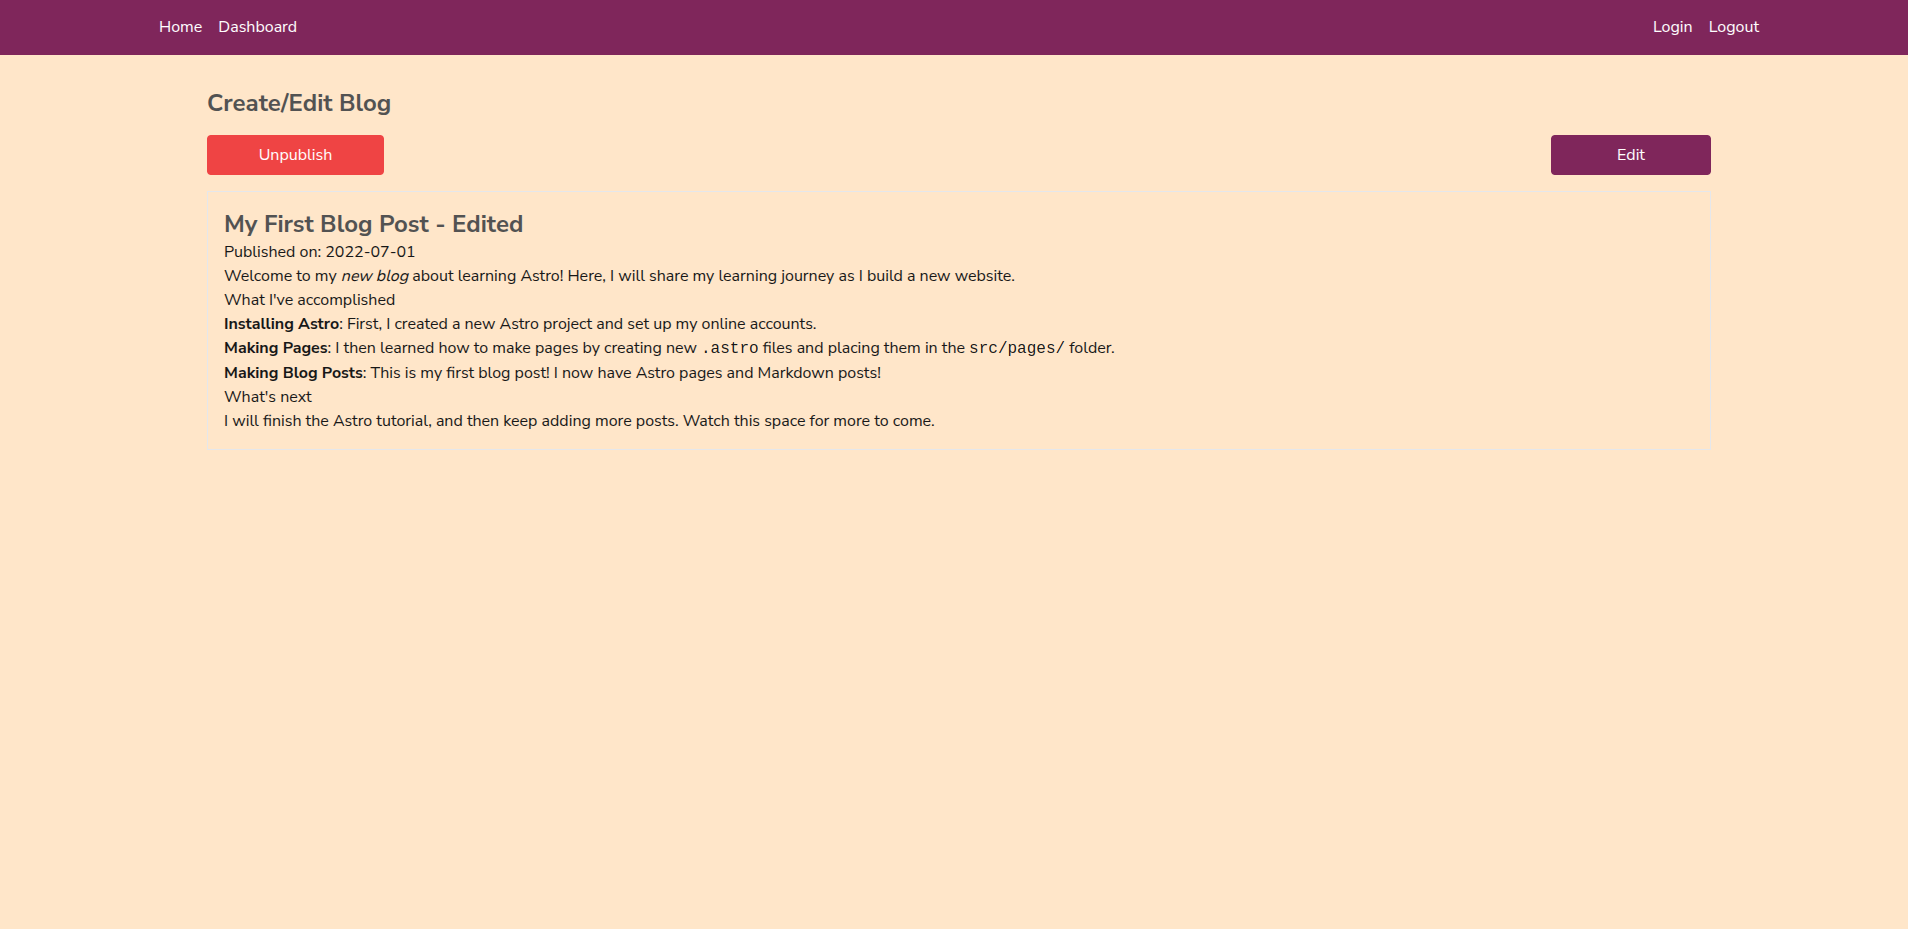 Home Dashboard Login Logout
Create/Edit Blog
Unpublish Edit
My First Blog Post - Edited
Published on: 2022-07-01
Welcome to my new blog about learning Astro! Here, I will share my learning journey as I build a new website.
What I've accomplished
Installing Astro: First, I created a new Astro project and set up my online accounts.
Making Pages: I then learned how to make pages by creating new .astro files and placing them in the src/pages/ folder.
Making Blog Posts: This is my first blog post! I now have Astro pages and Markdown posts!
What's next
I will finish the Astro tutorial, and then keep adding more posts. Watch this space for more to come.